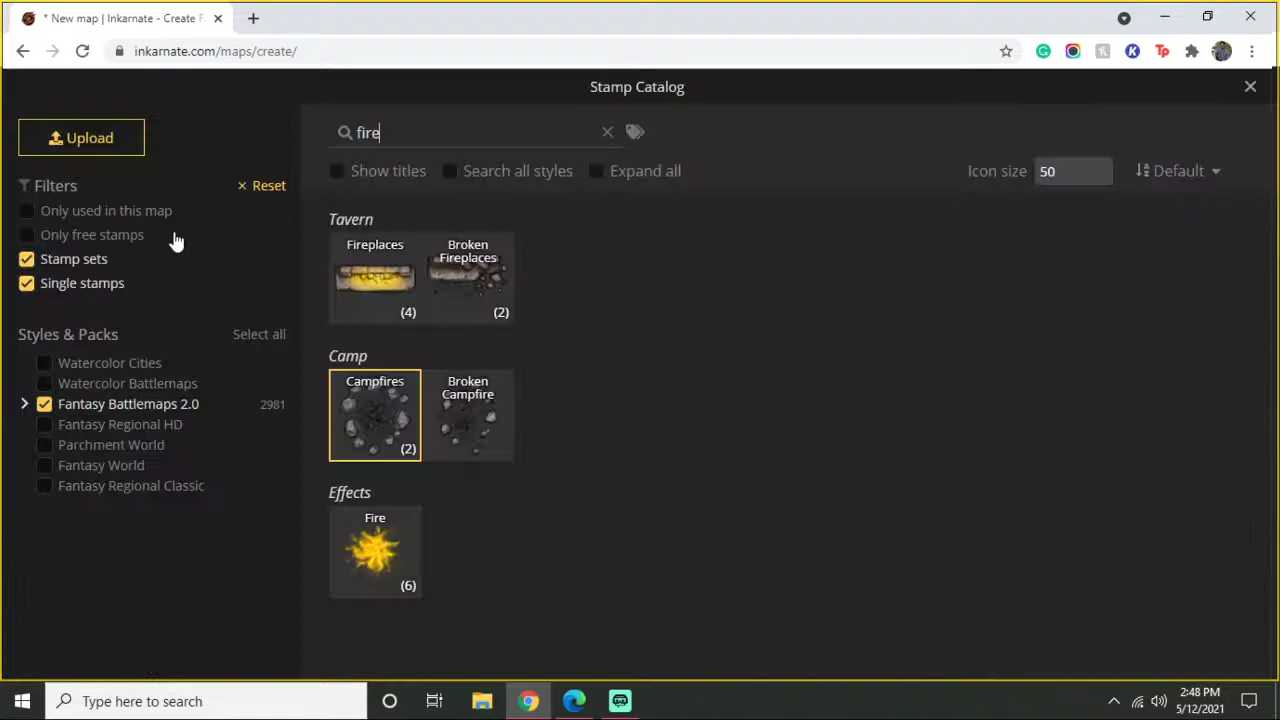 * New map | Inkarnate - Create F
inkarnate.com/maps/create/
Stamp Catalog
Upload
Filters
Reset
Only used in this map
Only free stamps
Stamp sets
Single stamps
Styles & Packs
Select all
Watercolor Cities
Watercolor Battlemaps
Fantasy Battlemaps 2.0
2981
Fantasy Regional HD
Parchment World
Fantasy World
Fantasy Regional Classic
fire
Show titles
Search all styles
Expand all
Icon size
50
Default
Tavern
Fireplaces
(4)
Broken
Fireplaces
(2)
Camp
Campfires
(2)
Broken
Campfire
Effects
Fire
(6)
Type here to search
2:48 PM
5/12/2021